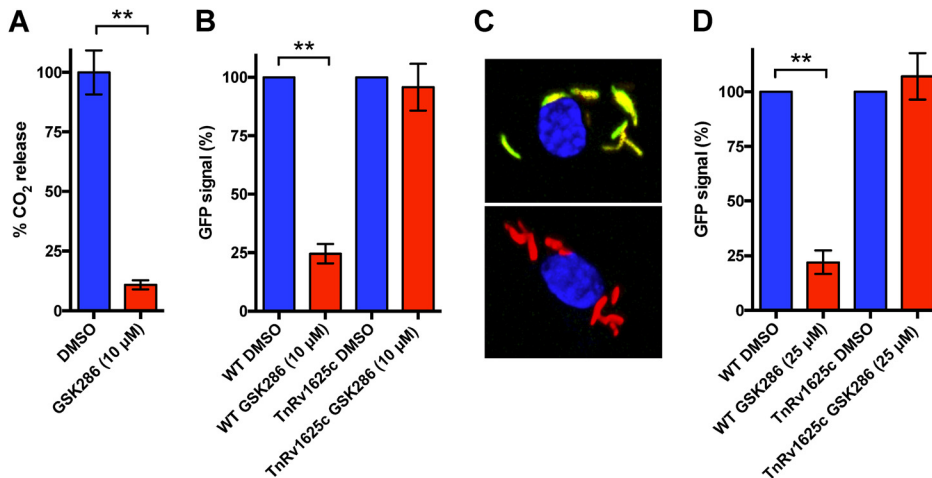 A
**
% CO2 release
100
75
50
25
0
DMSO
GSK286 (10 µM)
B
**
GFP signal (%)
100
75
50
25
0
WT DMSO
WT GSK286 (10 µM)
TnRv1625c DMSO
TnRv1625c GSK286 (10 µM)
C
D
**
GFP signal (%)
100
75
50
25
0
WT DMSO
WT GSK286 (25 µM)
TnRv1625c DMSO
TnRv1625c GSK286 (25 µM)